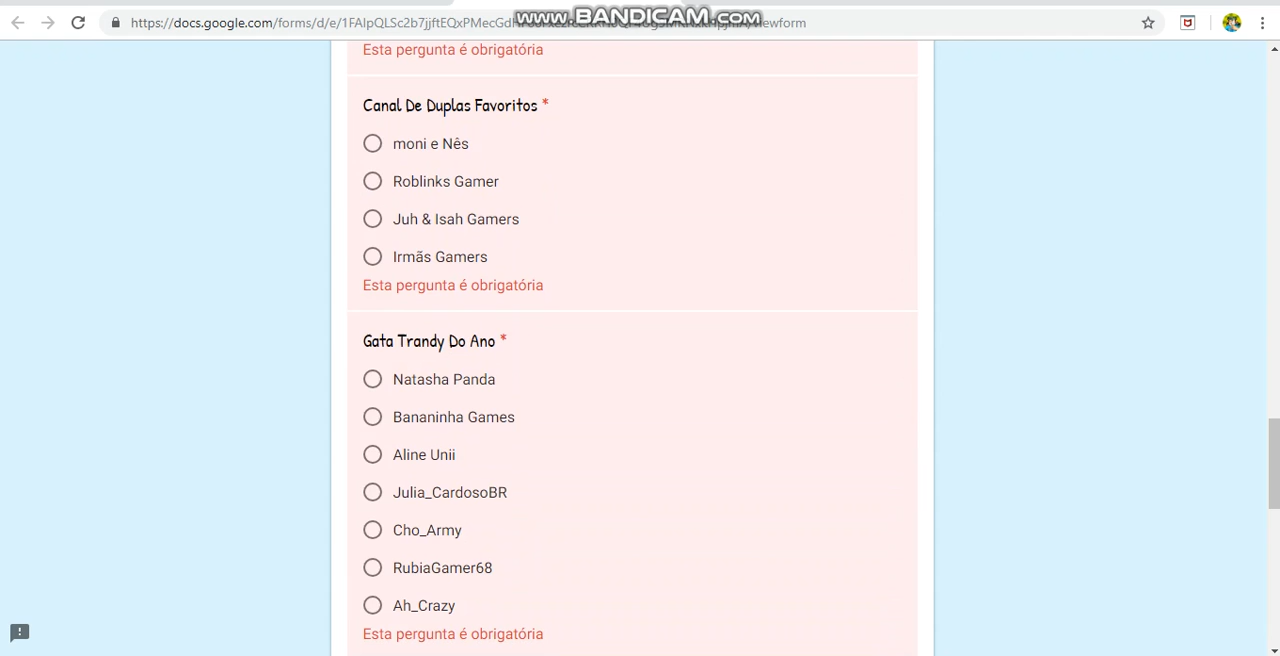 https://docs.google.com/forms/d/e/
www.BANDICAM.com
Esta pergunta é obrigatória
Canal De Duplas Favoritos *
moni e Nês
Roblinks Gamer
Juh & Isah Gamers
Irmãs Gamers
Esta pergunta é obrigatória
Gata Trandy Do Ano *
Natasha Panda
Bananinha Games
Aline Unii
Julia_CardosoBR
Cho_Army
RubiaGamer68
Ah_Crazy
Esta pergunta é obrigatória